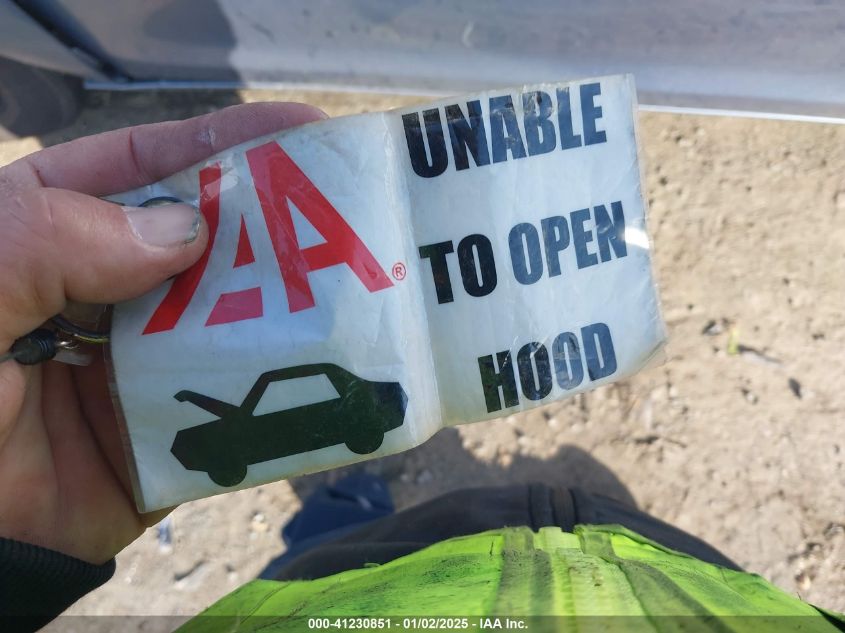 IAA®
UNABLE
TO OPEN
HOOD
000-41230851 - 01/02/2025 - IAA Inc.